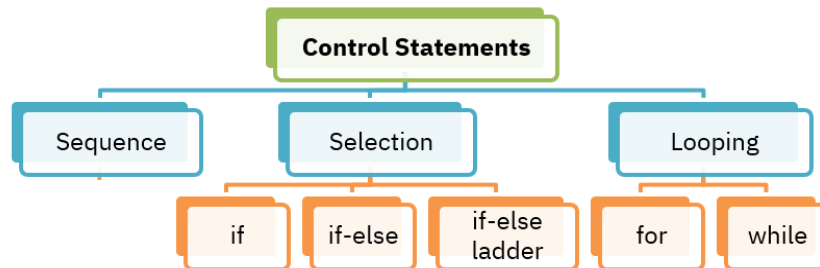 Control Statements
Sequence
Selection
Looping
if
if-else
if-else
ladder
for
while